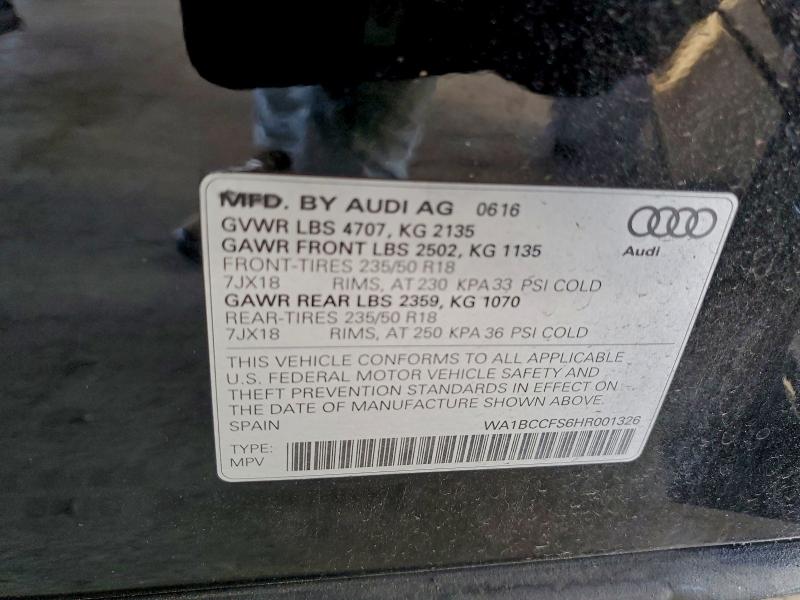 MFD. BY AUDI AG 0616
GVWR LBS 4707, KG 2135
GAWR FRONT LBS 2502, KG 1135
FRONT-TIRES 235/50 R18
7JX18 RIMS, AT 230 KPA 33 PSI COLD
GAWR REAR LBS 2359, KG 1070
REAR-TIRES 235/50 R18
7JX18 RIMS, AT 250 KPA 36 PSI COLD
Audi
THIS VEHICLE CONFORMS TO ALL APPLICABLE
U.S. FEDERAL MOTOR VEHICLE SAFETY AND
THEFT PREVENTION STANDARDS IN EFFECT ON
THE DATE OF MANUFACTURE SHOWN ABOVE.
SPAIN WA1BCCFS6HR001326
TYPE:
MPV